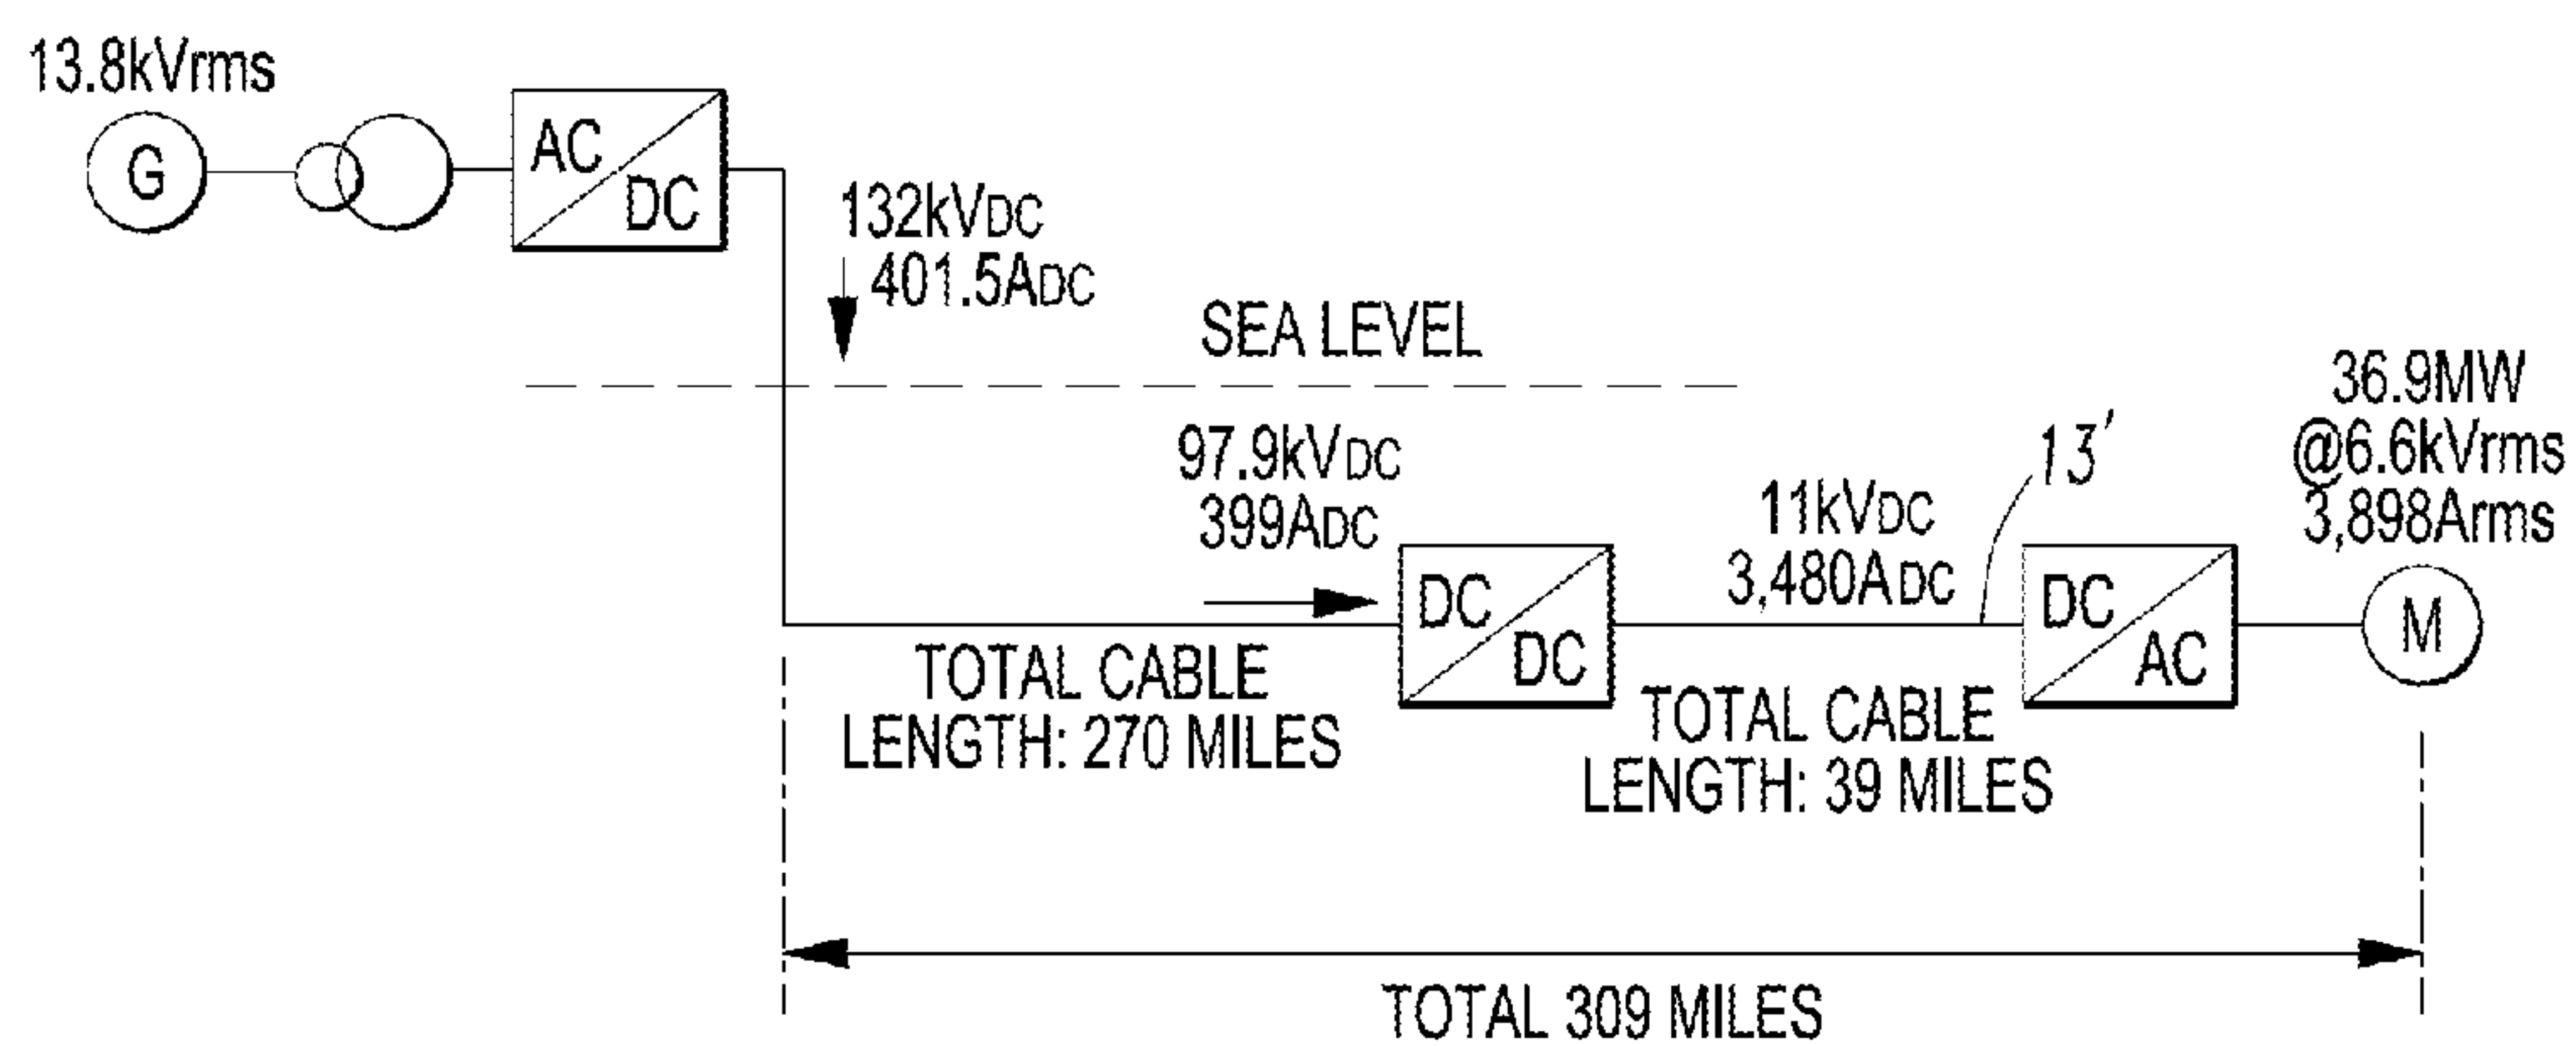 13.8kVrms
G
AC
DC
132kVDC
401.5ADC
SEA LEVEL
97.9kVDC
399ADC
DC
DC
11kVDC
3,480ADC
13'
DC
AC
36.9MW
@6.6kVrms
3,898Arms
M
TOTAL CABLE
LENGTH: 270 MILES
TOTAL CABLE
LENGTH: 39 MILES
TOTAL 309 MILES